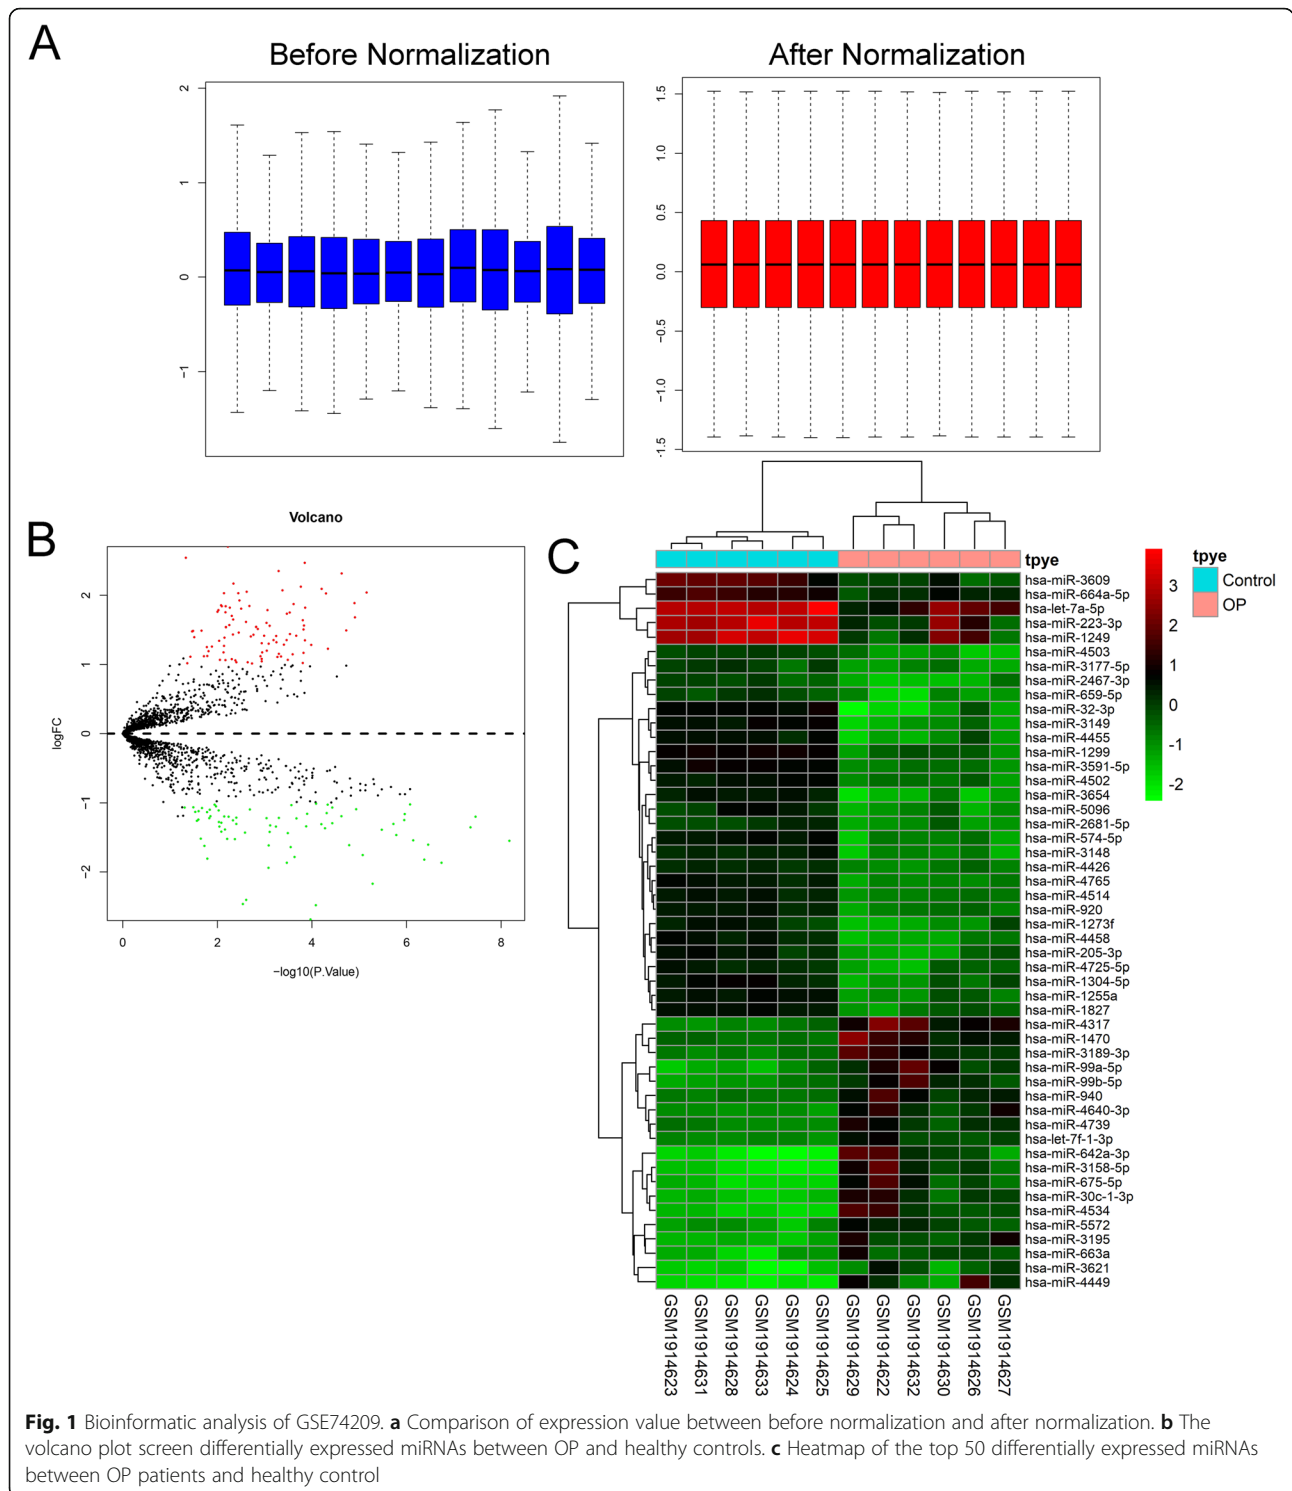 A
Before Normalization
After Normalization
2
1
0
−1
1.5
1.0
0.5
0.0
−0.5
−1.0
−1.5
B
Volcano
logFC
2
1
0
−1
−2
0
2
4
6
8
−log10(P.Value)
C
tpye
hsa-miR-3609
hsa-miR-664a-5p
hsa-let-7a-5p
hsa-miR-223-3p
hsa-miR-1249
hsa-miR-4503
hsa-miR-3177-5p
hsa-miR-2467-3p
hsa-miR-659-5p
hsa-miR-32-3p
hsa-miR-3149
hsa-miR-4455
hsa-miR-1299
hsa-miR-3591-5p
hsa-miR-4502
hsa-miR-3654
hsa-miR-5096
hsa-miR-2681-5p
hsa-miR-574-5p
hsa-miR-3148
hsa-miR-4426
hsa-miR-4765
hsa-miR-4514
hsa-miR-920
hsa-miR-1273f
hsa-miR-4458
hsa-miR-205-3p
hsa-miR-4725-5p
hsa-miR-1304-5p
hsa-miR-1255a
hsa-miR-1827
hsa-miR-4317
hsa-miR-1470
hsa-miR-3189-3p
hsa-miR-99a-5p
hsa-miR-99b-5p
hsa-miR-940
hsa-miR-4640-3p
hsa-miR-4739
hsa-let-7f-1-3p
hsa-miR-642a-3p
hsa-miR-3158-5p
hsa-miR-675-5p
hsa-miR-30c-1-3p
hsa-miR-4534
hsa-miR-5572
hsa-miR-3195
hsa-miR-663a
hsa-miR-3621
hsa-miR-4449
GSM1914623
GSM1914631
GSM1914628
GSM1914633
GSM1914624
GSM1914625
GSM1914629
GSM1914622
GSM1914632
GSM1914630
GSM1914626
GSM1914627
3
2
1
0
-1
-2
tpye
Control
OP
Fig. 1 Bioinformatic analysis of GSE74209. a Comparison of expression value between before normalization and after normalization. b The
volcano plot screen differentially expressed miRNAs between OP and healthy controls. c Heatmap of the top 50 differentially expressed miRNAs
between OP patients and healthy control